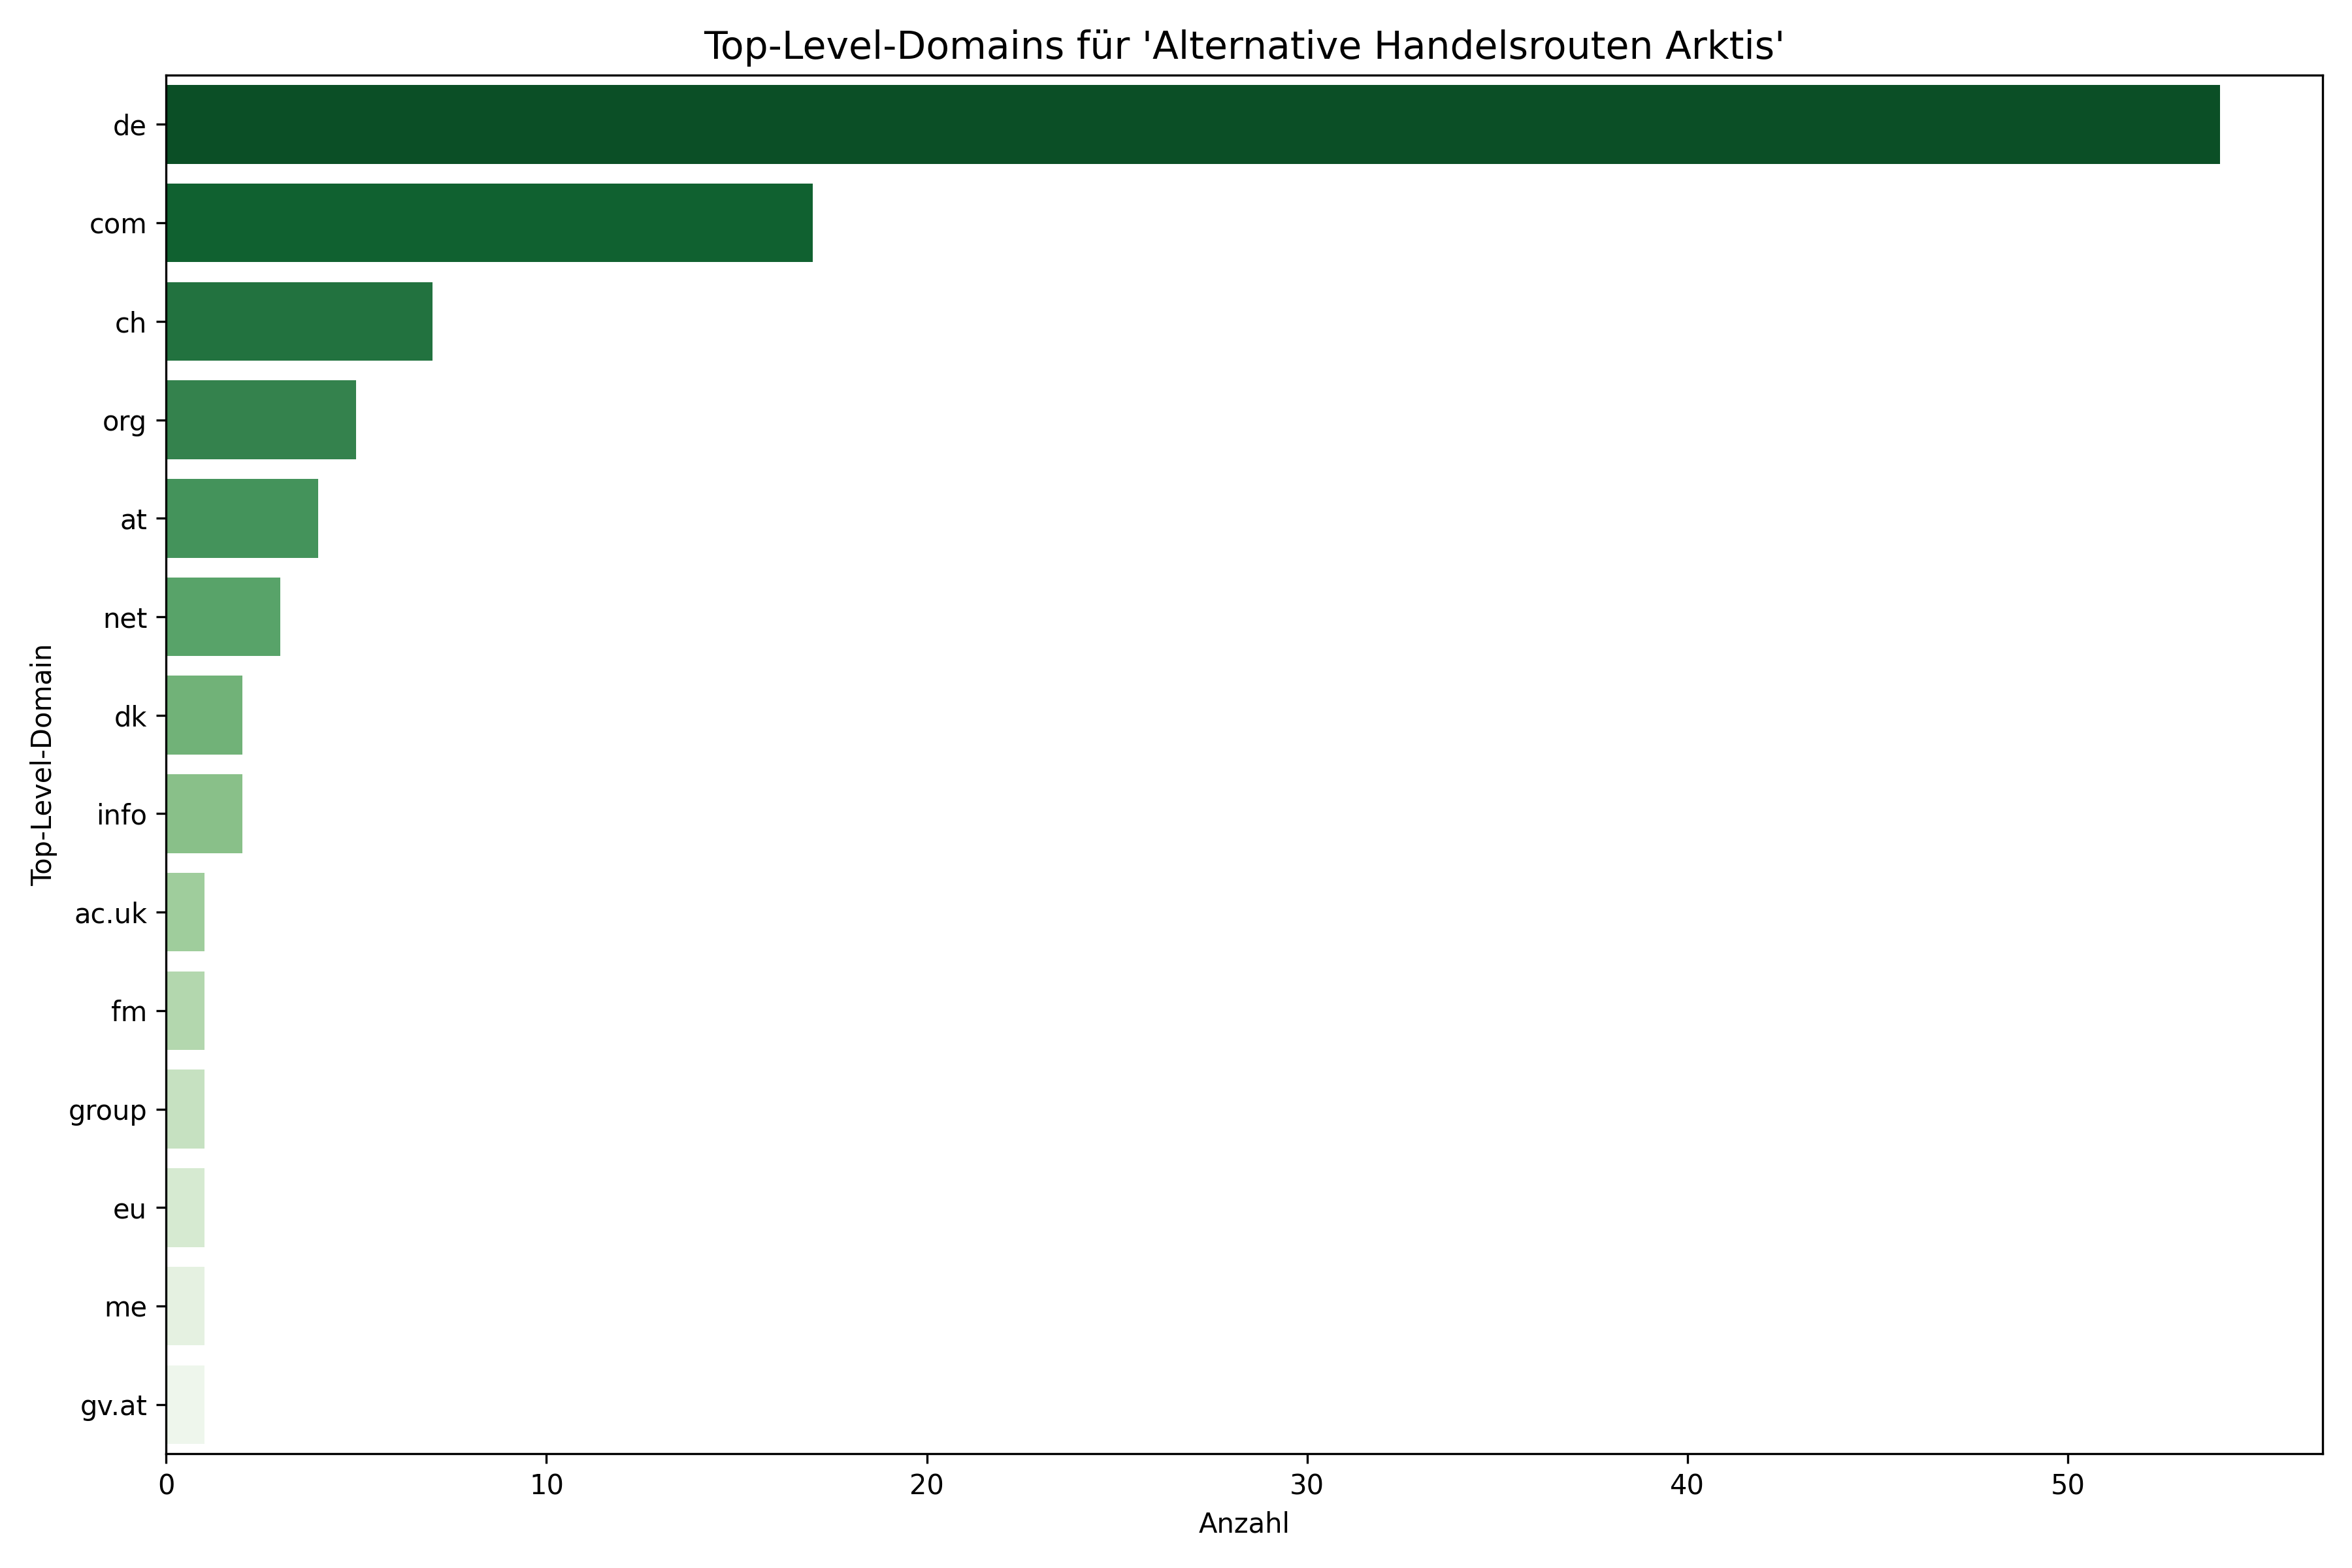 Top-Level-Domains für 'Alternative Handelsrouten Arktis'
Top-Level-Domain
de
com
ch
org
at
net
dk
info
ac.uk
fm
group
eu
me
gv.at
0 10 20 30 40 50
Anzahl